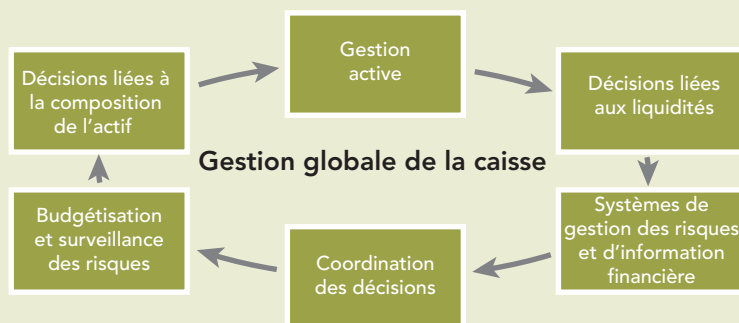 Gestion
active
Décisions liées à
la composition
de l'actif
Décisions liées
aux liquidités
Gestion globale de la caisse
Budgétisation
et surveillance
des risques
Systèmes de
gestion des risques
et d'information
financière
Coordination
des décisions